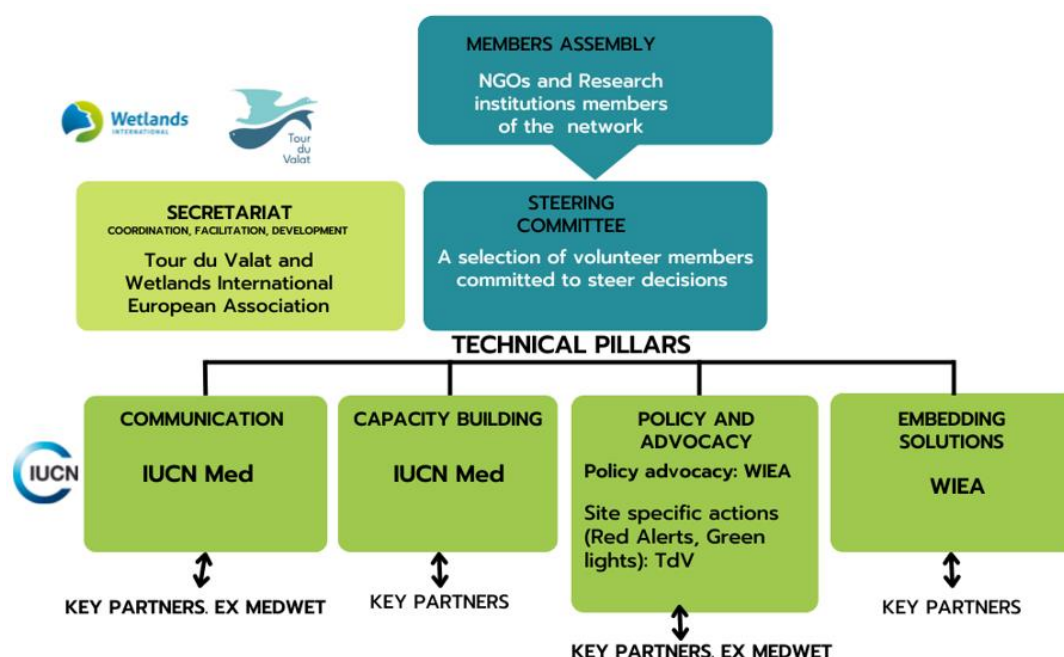 MEMBERS ASSEMBLY
NGOs and Research
institutions members
of the network
Wetlands
INTERNATIONAL
Tour
du
Valat
SECRETARIAT
COORDINATION, FACILITATION, DEVELOPMENT
Tour du Valat and
Wetlands International
European Association
STEERING
COMMITTEE
A selection of volunteer members
committed to steer decisions
TECHNICAL PILLARS
IUCN
COMMUNICATION
IUCN Med
KEY PARTNERS. EX MEDWET
CAPACITY BUILDING
IUCN Med
KEY PARTNERS
POLICY AND
ADVOCACY
Policy advocacy: WIEA
Site specific actions
(Red Alerts, Green
lights): TdV
KEY PARTNERS. EX MEDWET
EMBEDDING
SOLUTIONS
WIEA
KEY PARTNERS